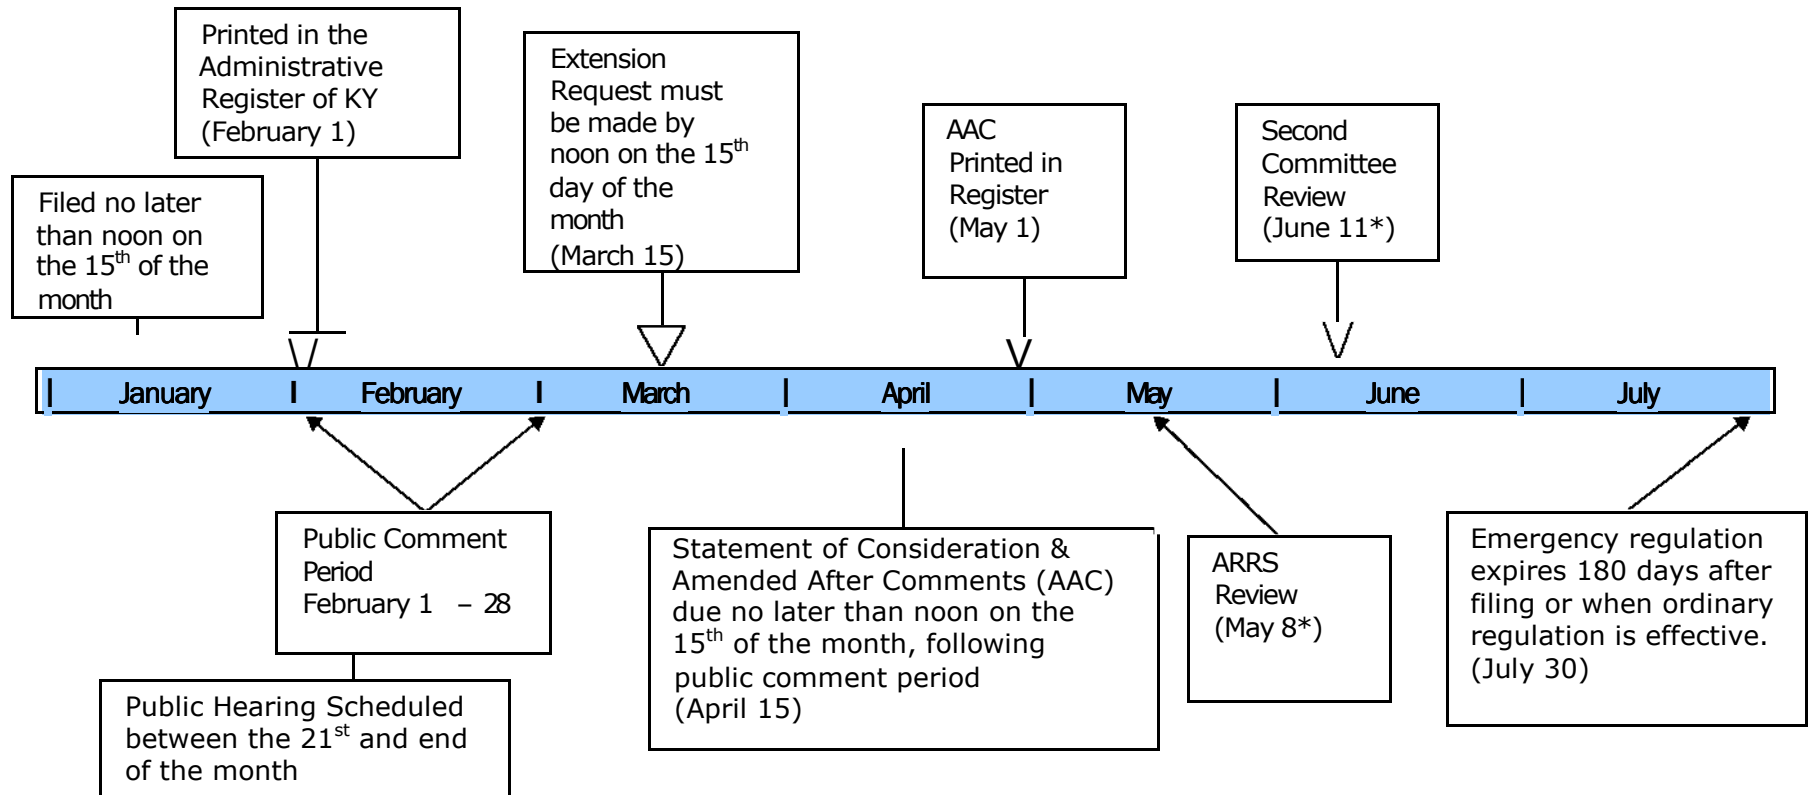 Printed in the
Administrative
Register of KY
(February 1)
Extension
Request must
be made by
noon on the 15th
day of the
month
(March 15)
AAC
Printed in
Register
(May 1)
Second
Committee
Review
(June 11*)
Filed no later
than noon on
the 15th of the
month
| January I February I March | April | May | June | July
Public Comment
Period
February 1 – 28
Public Hearing Scheduled
between the 21st and end
of the month
Statement of Consideration &
Amended After Comments (AAC)
due no later than noon on the
15th of the month, following
public comment period
(April 15)
ARRS
Review
(May 8*)
Emergency regulation
expires 180 days after
filing or when ordinary
regulation is effective.
(July 30)